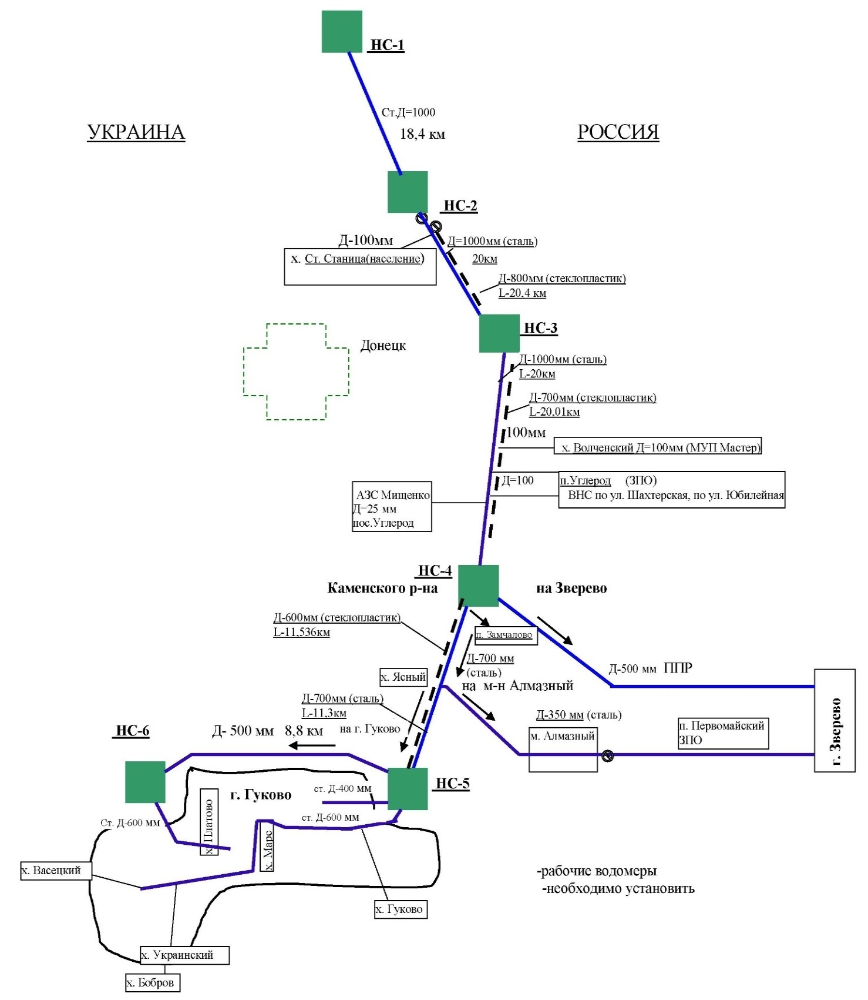 НС-1
Ст.Д=1000
18,4 км
УКРАИНА
РОССИЯ
НС-2
Д-100мм
х. Ст. Станица(население)
Д=1000мм (сталь)
20км
Д-800мм (стеклопластик)
L-20,4 км
НС-3
Донецк
Д-1000мм (сталь)
L-20км
Д-700мм (стеклопластик)
L-20,01км
100мм
х. Волченский Д=100мм (МУП Мастер)
Д=100
п.Углерод (ЗПО)
ВНС по ул. Шахтерская, по ул. Юбилейная
АЗС Мищенко
Д=25 мм
пос.Углерод
НС-4
Каменского р-на
на Зверево
Д-600мм (стеклопластик)
L-11,536км
п. Замчалово
Д-700 мм
(сталь)
Д-500 мм ППР
х. Ясный
на м-н Алмазный
Д-700мм (сталь)
L-11,3км
на г. Гуково
Д-350 мм (сталь)
м. Алмазный
п. Первомайский
ЗПО
г. Зверево
НС-6
Д- 500 мм 8,8 км
НС-5
г. Гуково
ст. Д-400 мм
ст. Д-600 мм
Ст. Д-600 мм
х. Платово
х. Марс
х. Васецкий
-рабочие водомеры
-необходимо установить
х. Гуково
х. Украинский
х. Бобров